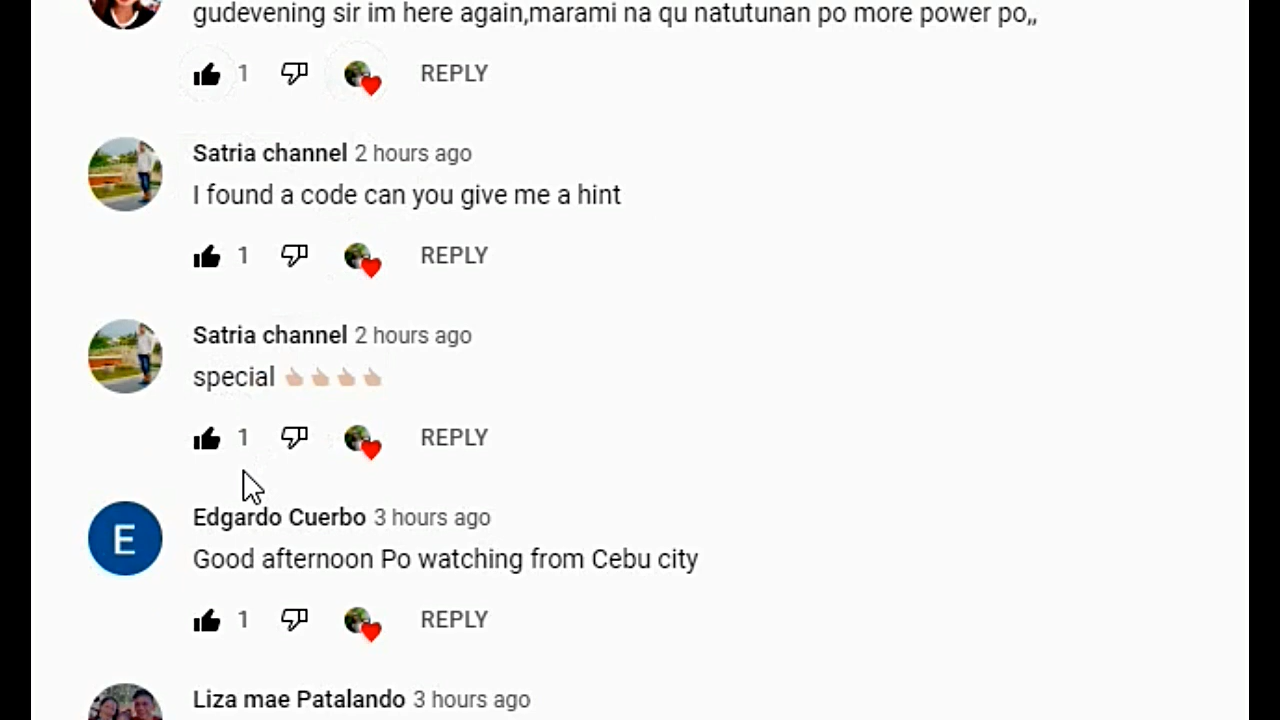 gudevening sir im here again,marami na qu natutunan po more power po,,
1 REPLY
Satria channel 2 hours ago
I found a code can you give me a hint
1 REPLY
Satria channel 2 hours ago
special 👍🏼👍🏼👍🏼👍🏼
1 REPLY
E
Edgardo Cuerbo 3 hours ago
Good afternoon Po watching from Cebu city
1 REPLY
Liza mae Patalando 3 hours ago